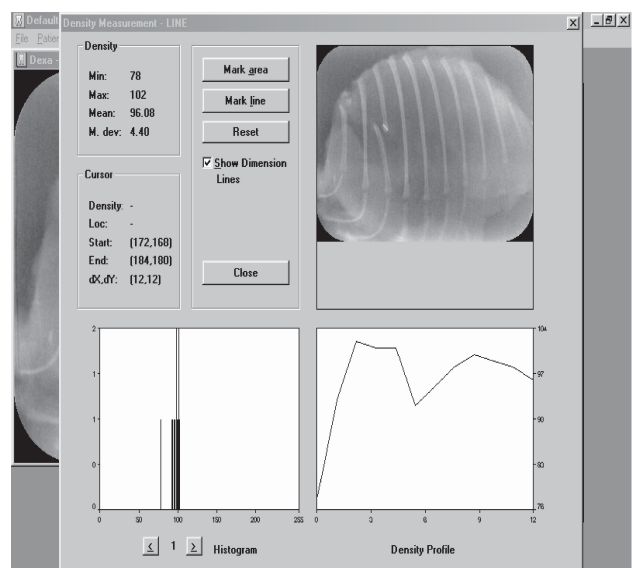 Default
Density Measurement - LINE
File Patien
Dexa -
Density
Min: 78
Max: 102
Mean: 96.08
M. dev: 4.40
Mark area
Mark line
Reset
Show Dimension
Lines
Close
Cursor
Density: -
Loc: -
Start: (172,168)
End: (184,180)
dX,dY: (12,12)
2
1
1
0
0
0 50 100 150 200 255
< 1 > Histogram
104
97
90
83
76
0 3 6 9 12
Density Profile